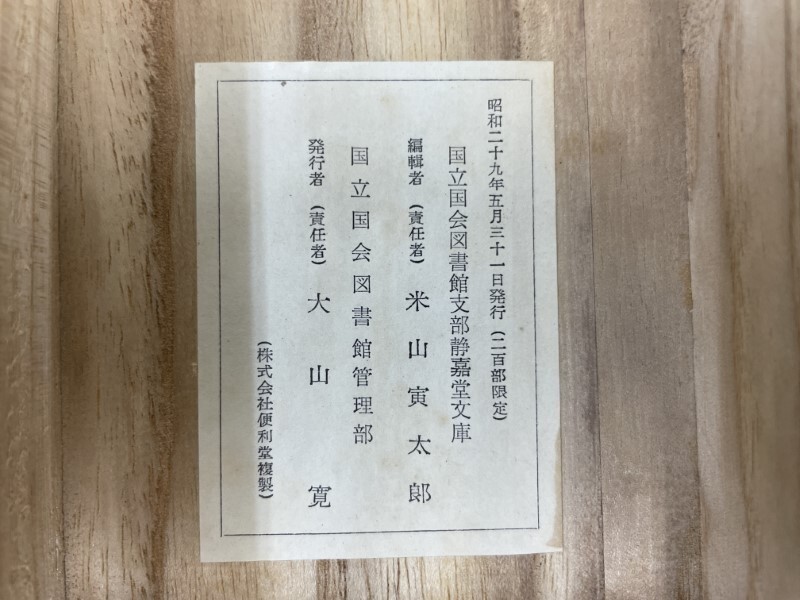 昭和二十九年五月三十一日発行（二百部限定）
国立国会図書館支部静嘉堂文庫
編輯者（責任者）米山寅太郎
国立国会図書館管理部
発行者（責任者）大山寛
（株式会社便利堂複製）